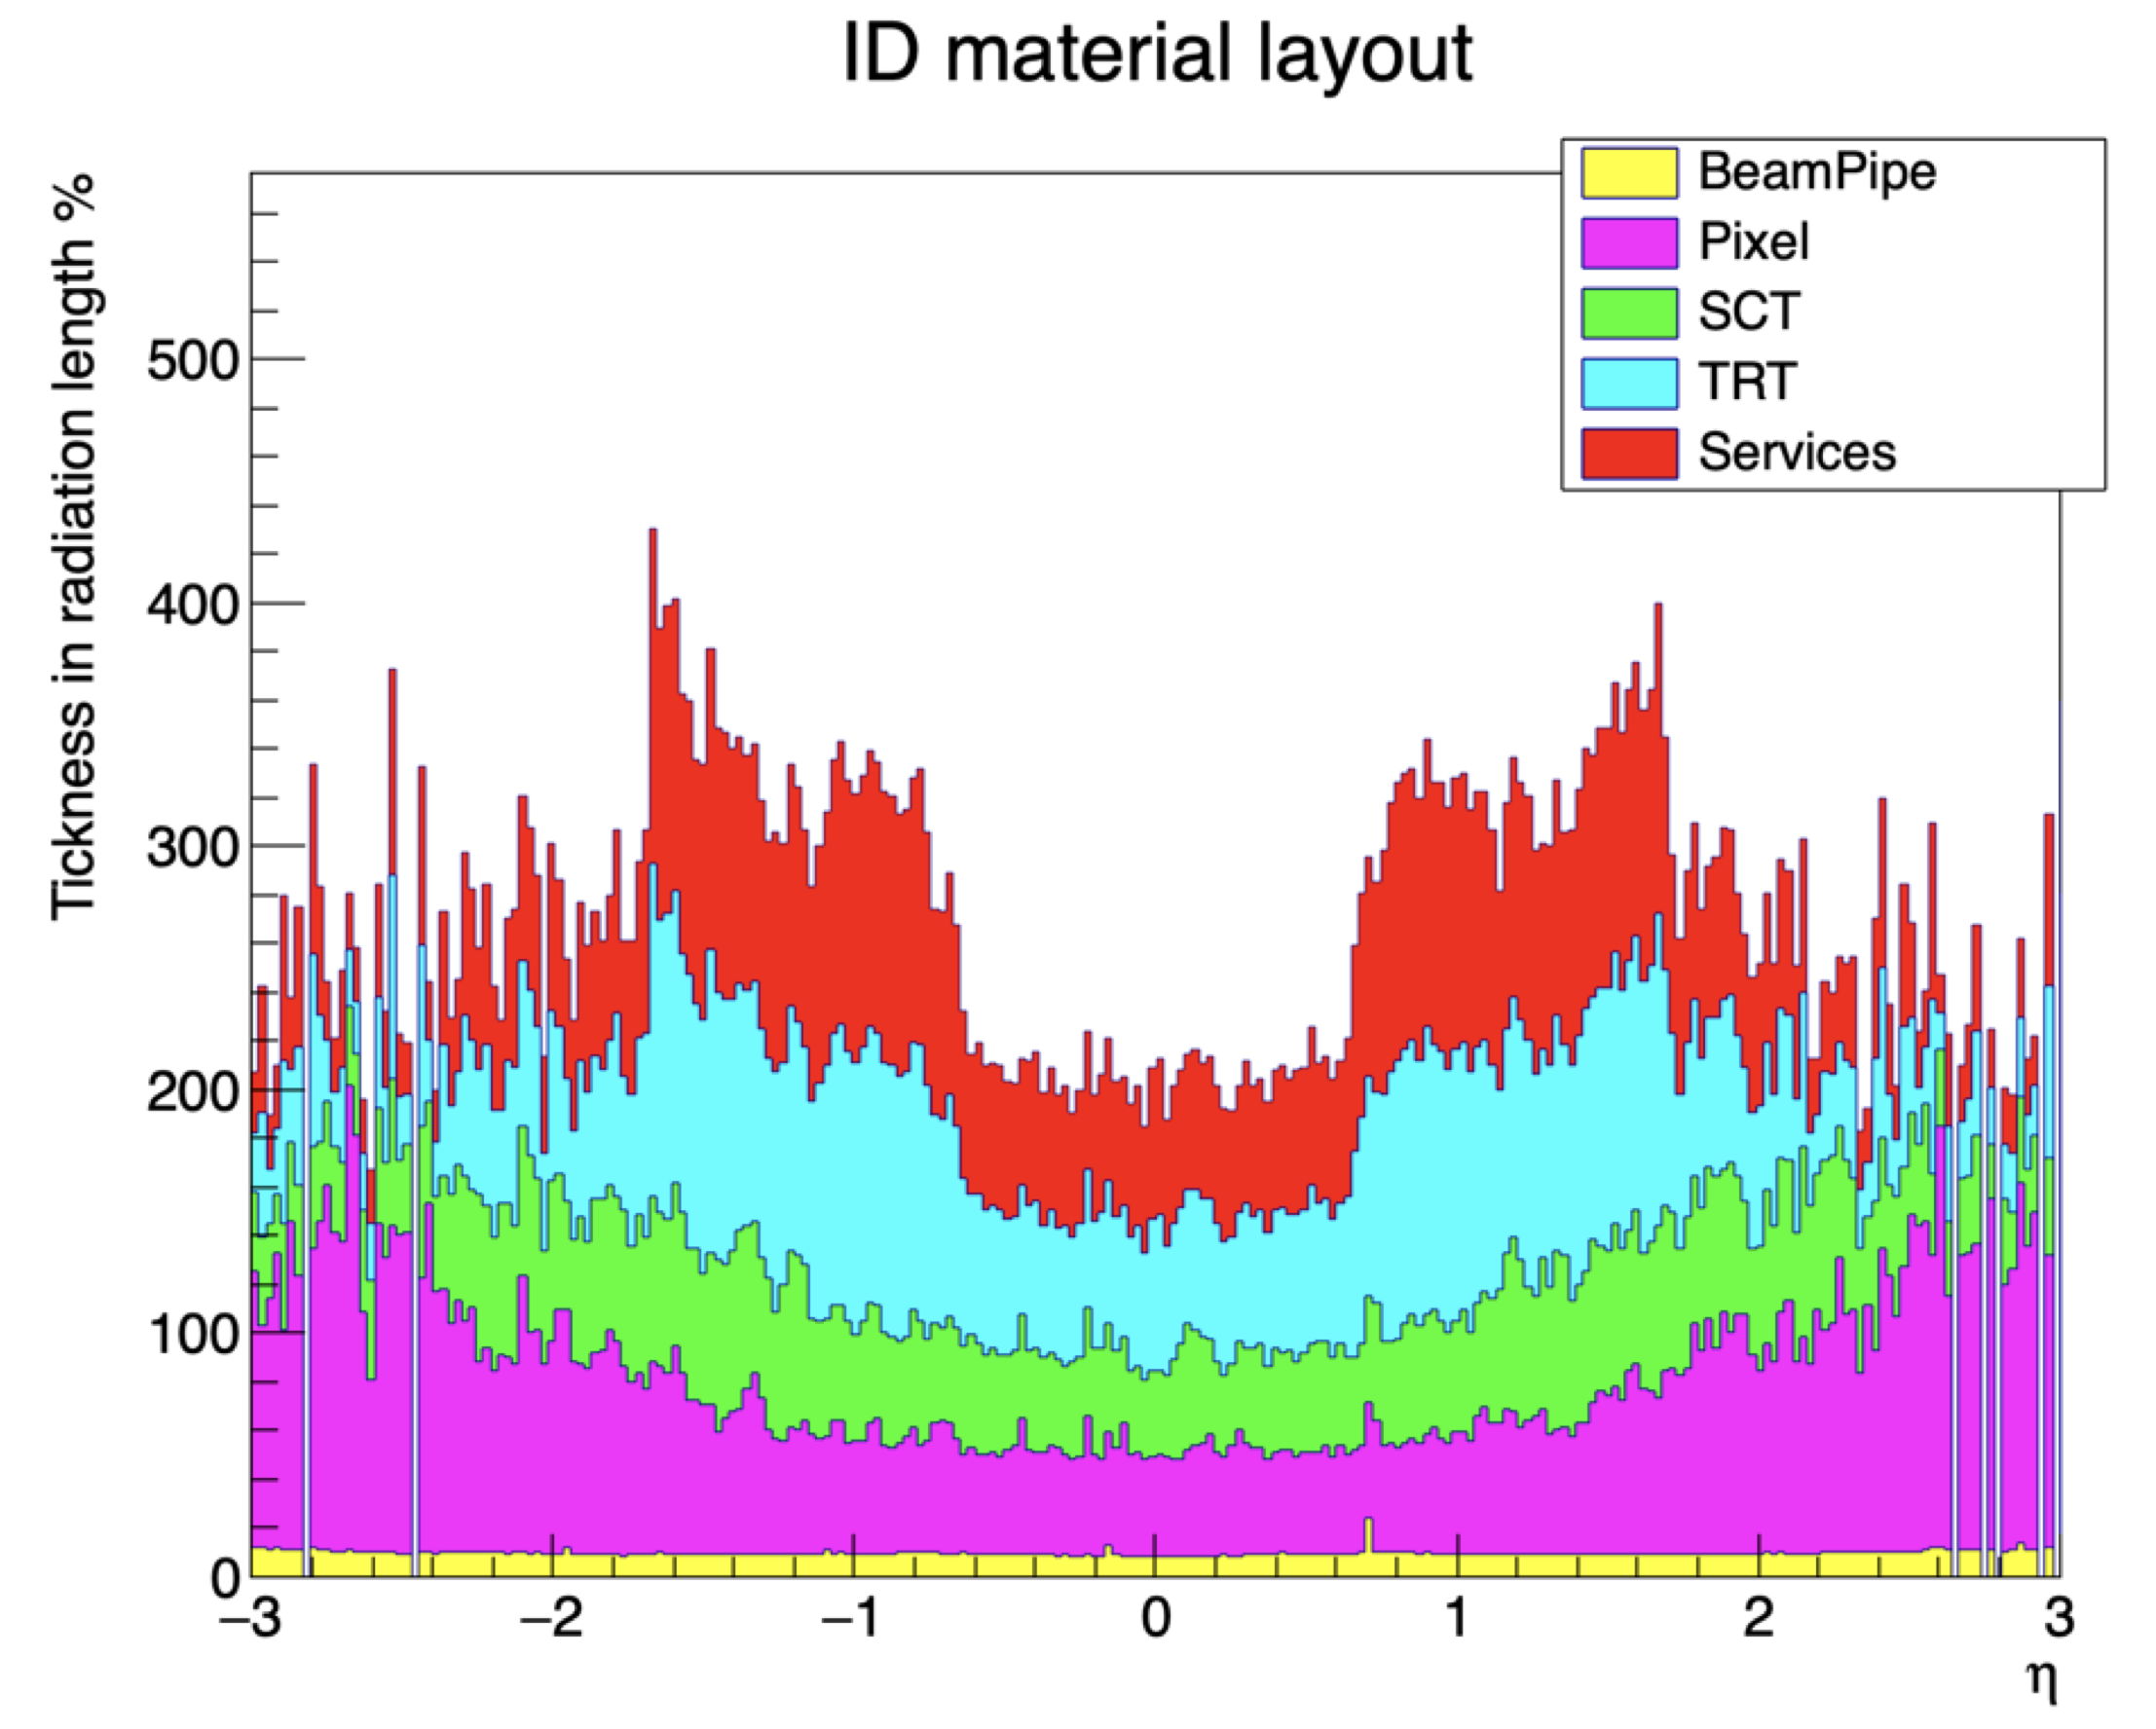 ID material layout
Tickness in radiation length %
BeamPipe
Pixel
SCT
TRT
Services
500
400
300
200
100
0
−3
−2
−1
0
1
2
3
η